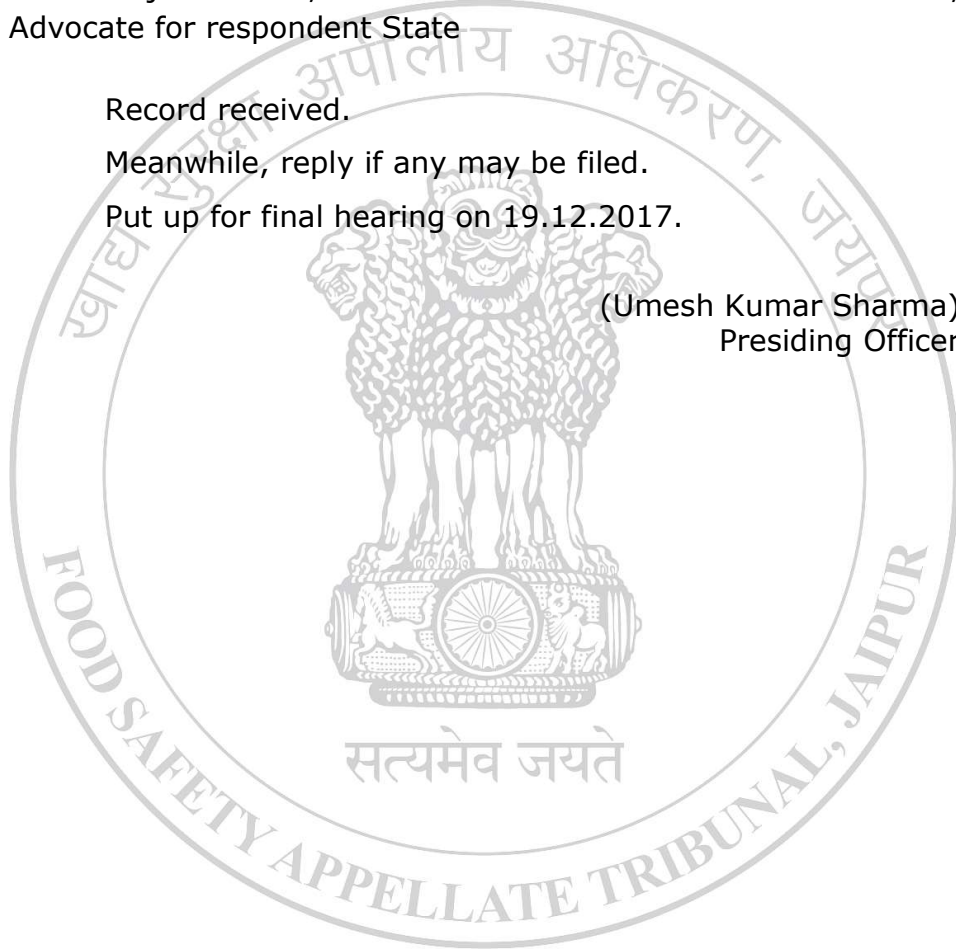 Advocate for respondent State
Record received.
Meanwhile, reply if any may be filed.
Put up for final hearing on 19.12.2017.
(Umesh Kumar Sharma)
Presiding Officer
खाद्य सुरक्षा अपीलीय अधिकरण, जयपुर
सत्यमेव जयते
FOOD SAFETY APPELLATE TRIBUNAL, JAIPUR